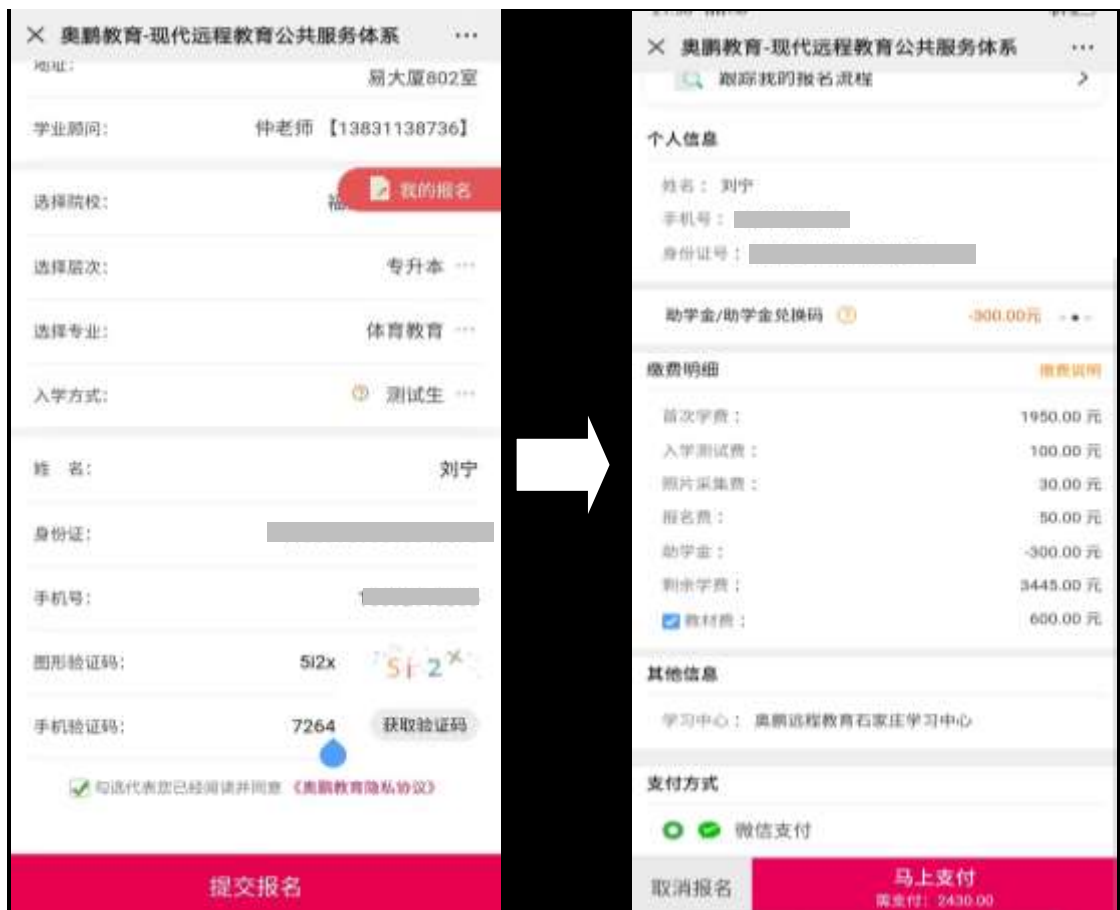 奥鹏教育-现代远程教育公共服务体系
地址:
易大厦802室
学业顾问:
仲老师 【13831138736】
我的报名
选择院校:
福
选择层次:
专升本
选择专业:
体育教育
入学方式:
测试生
姓 名:
刘宁
身份证:
手机号:
图形验证码:
5i2x
5i2x
手机验证码:
7264
获取验证码
勾选代表您已经阅读并同意 《奥鹏教育隐私协议》
提交报名
奥鹏教育-现代远程教育公共服务体系
跟踪我的报名流程
个人信息
姓名: 刘宁
手机号:
身份证号:
助学金/助学金兑换码
-300.00元
缴费明细
缴费说明
首次学费:
1950.00 元
入学测试费:
100.00 元
照片采集费:
30.00 元
报名费:
50.00 元
助学金:
-300.00 元
剩余学费:
3445.00 元
教材费:
600.00 元
其他信息
学习中心: 奥鹏远程教育石家庄学习中心
支付方式
微信支付
取消报名
马上支付
需支付: 2430.00